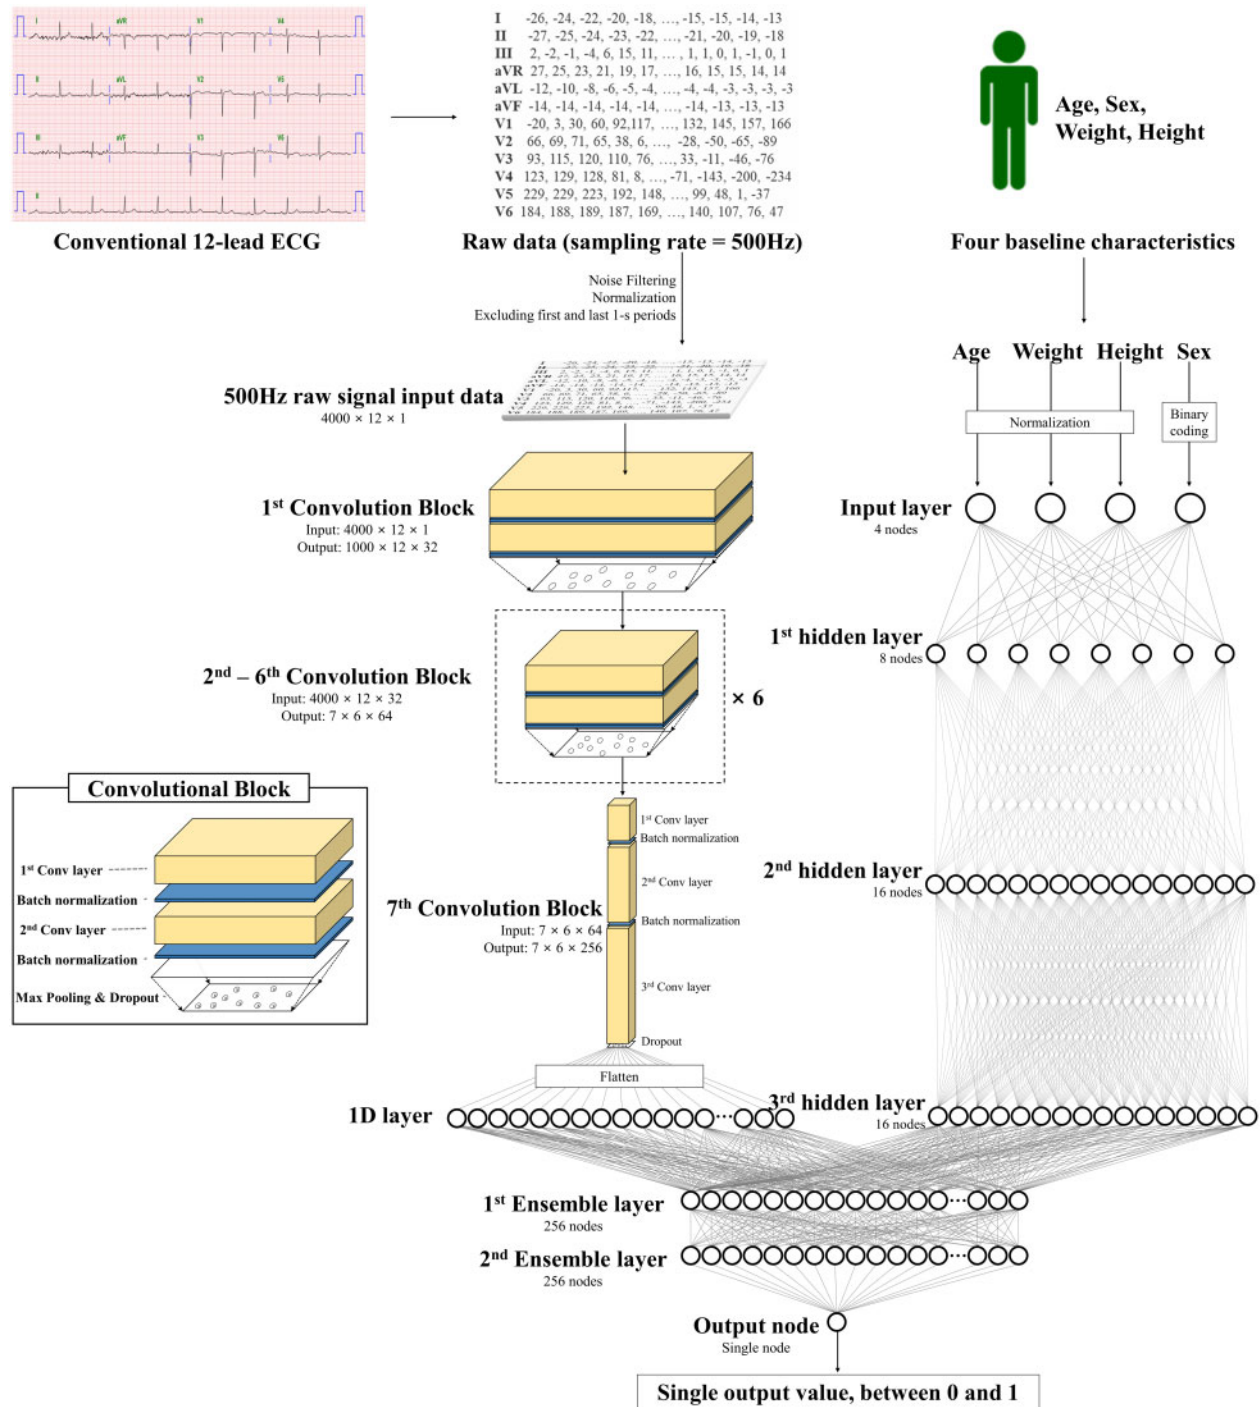 I
aVR
V1
V4
II
aVL
V2
V5
III
aVF
V3
V6
II
Conventional 12-lead ECG
I -26, -24, -22, -20, -18, …, -15, -15, -14, -13
II -27, -25, -24, -23, -22, …, -21, -20, -19, -18
III 2, -2, -1, -4, 6, 15, 11, … , 1, 1, 0, 1, -1, 0, 1
aVR 27, 25, 23, 21, 19, 17, …, 16, 15, 15, 14, 14
aVL -12, -10, -8, -6, -5, -4, …, -4, -4, -3, -3, -3, -3
aVF -14, -14, -14, -14, -14, …, -14, -13, -13, -13
V1 -20, 3, 30, 60, 92,117, …, 132, 145, 157, 166
V2 66, 69, 71, 65, 38, 6, …, -28, -50, -65, -89
V3 93, 115, 120, 110, 76, … , 33, -11, -46, -76
V4 123, 129, 128, 81, 8, …, -71, -143, -200, -234
V5 229, 229, 223, 192, 148, …, 99, 48, 1, -37
V6 184, 188, 189, 187, 169, …, 140, 107, 76, 47
Raw data (sampling rate = 500Hz)
Age, Sex,
Weight, Height
Four baseline characteristics
Noise Filtering
Normalization
Excluding first and last 1-s periods
500Hz raw signal input data
4000 × 12 × 1
1st Convolution Block
Input: 4000 × 12 × 1
Output: 1000 × 12 × 32
2nd – 6th Convolution Block
Input: 4000 × 12 × 32
Output: 7 × 6 × 64
× 6
Convolutional Block
1st Conv layer
Batch normalization
2nd Conv layer
Batch normalization
Max Pooling & Dropout
1st Conv layer
Batch normalization
2nd Conv layer
Batch normalization
3rd Conv layer
Dropout
7th Convolution Block
Input: 7 × 6 × 64
Output: 7 × 6 × 256
Flatten
1D layer
Age Weight Height Sex
Normalization
Binary
coding
Input layer
4 nodes
1st hidden layer
8 nodes
2nd hidden layer
16 nodes
3rd hidden layer
16 nodes
1st Ensemble layer
256 nodes
2nd Ensemble layer
256 nodes
Output node
Single node
Single output value, between 0 and 1